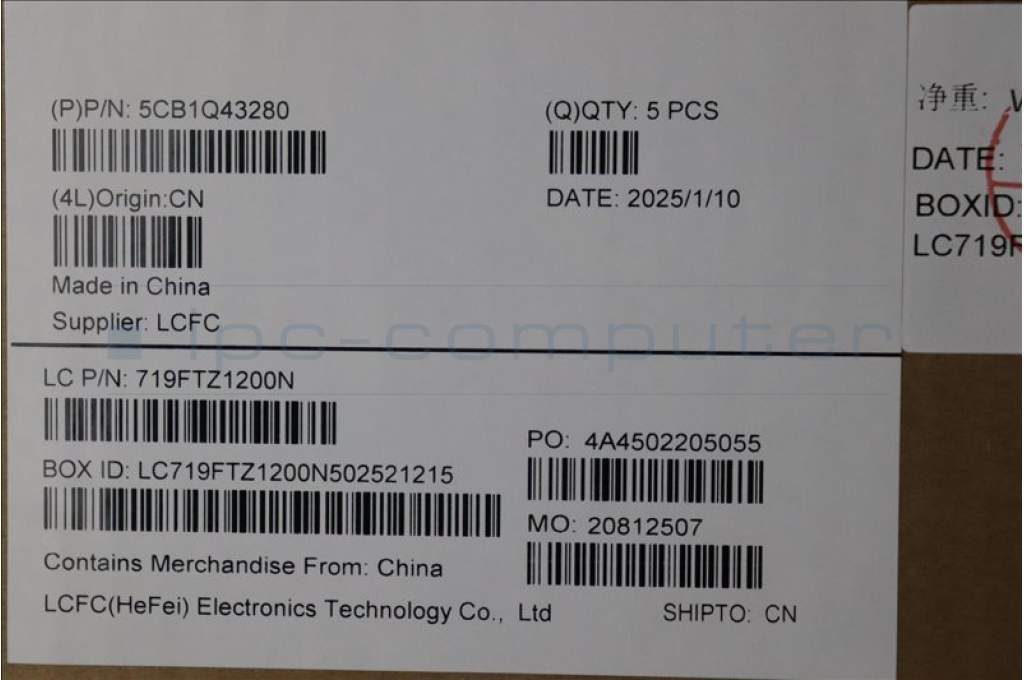 (P)P/N: 5CB1Q43280
(Q)QTY: 5 PCS
(4L)Origin:CN
DATE: 2025/1/10
Made in China
Supplier: LCFC
ipc-computer
LC P/N: 719FTZ1200N
PO: 4A4502205055
BOX ID: LC719FTZ1200N502521215
MO: 20812507
Contains Merchandise From: China
LCFC(HeFei) Electronics Technology Co., Ltd
SHIPTO: CN
净重:
DATE:
BOXID:
LC719F